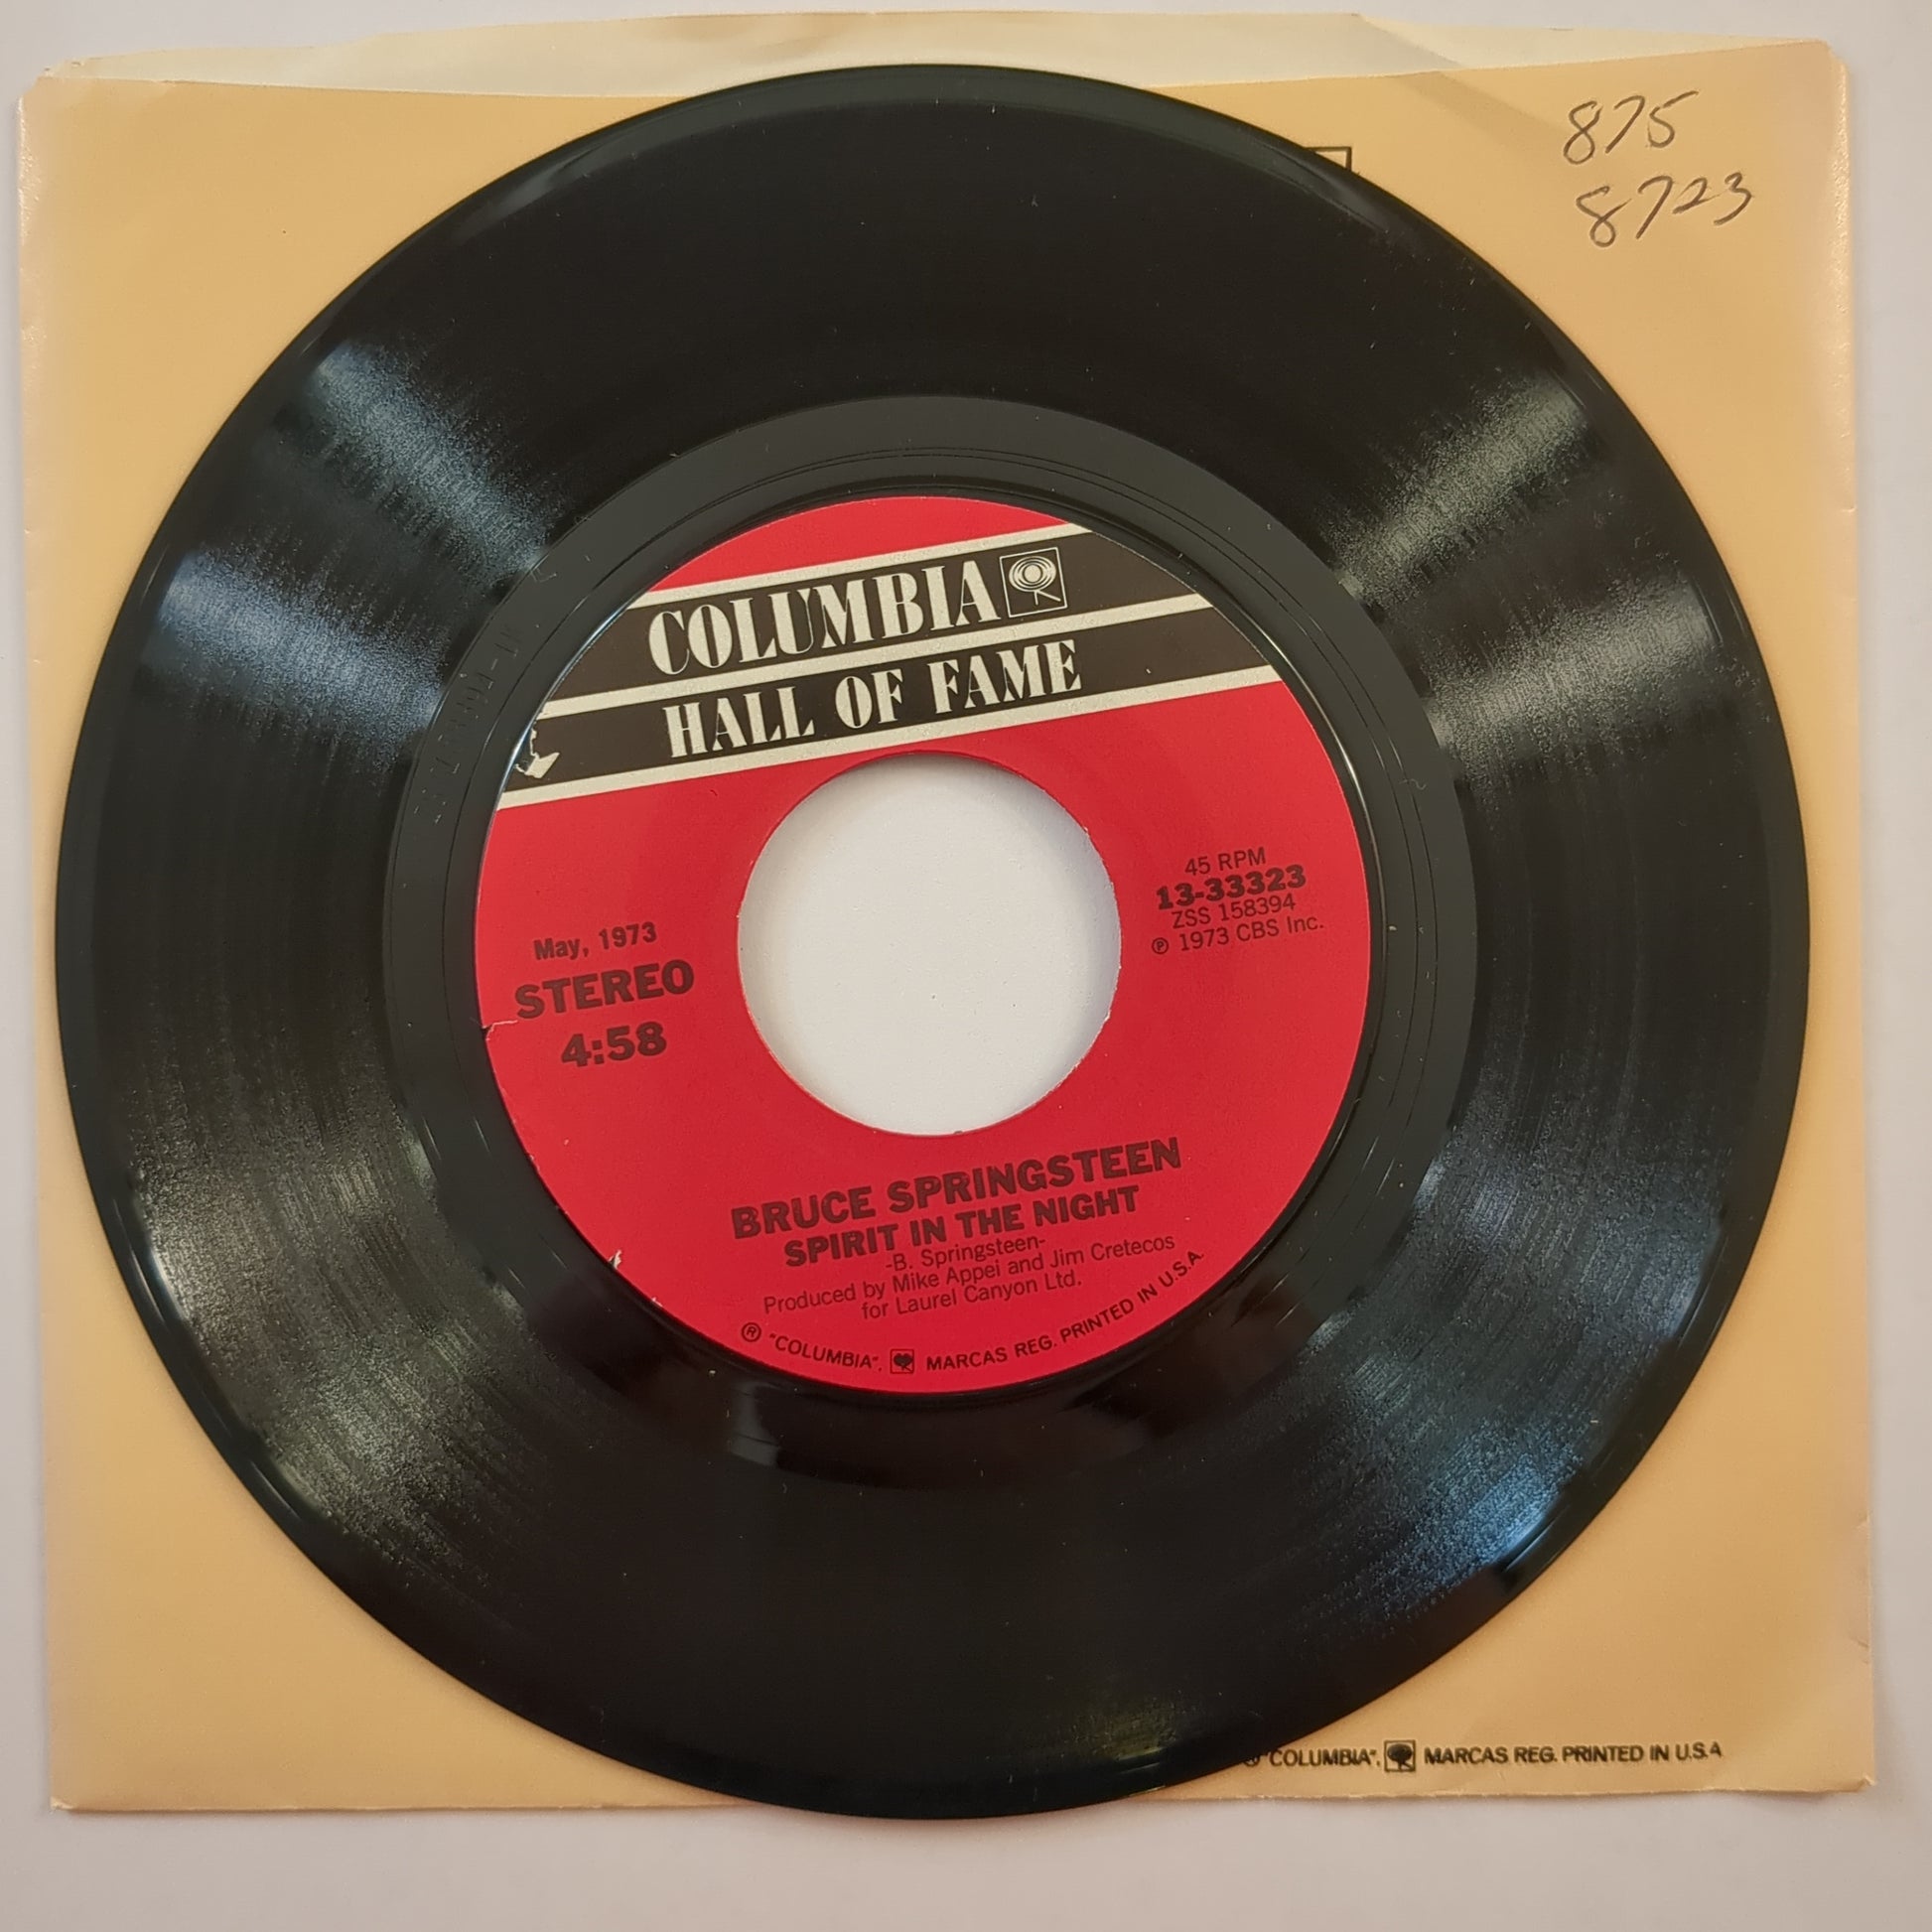 875
8723
COLUMBIA
HALL OF FAME
45 RPM
13-33323
ZSS 158394
℗ 1973 CBS Inc.
May, 1973
STEREO
4:58
BRUCE SPRINGSTEEN
SPIRIT IN THE NIGHT
-B. Springsteen-
Produced by Mike Appel and Jim Cretecos
for Laurel Canyon Ltd.
® "COLUMBIA", MARCAS REG. PRINTED IN U.S.A.
"COLUMBIA", MARCAS REG. PRINTED IN U.S.A